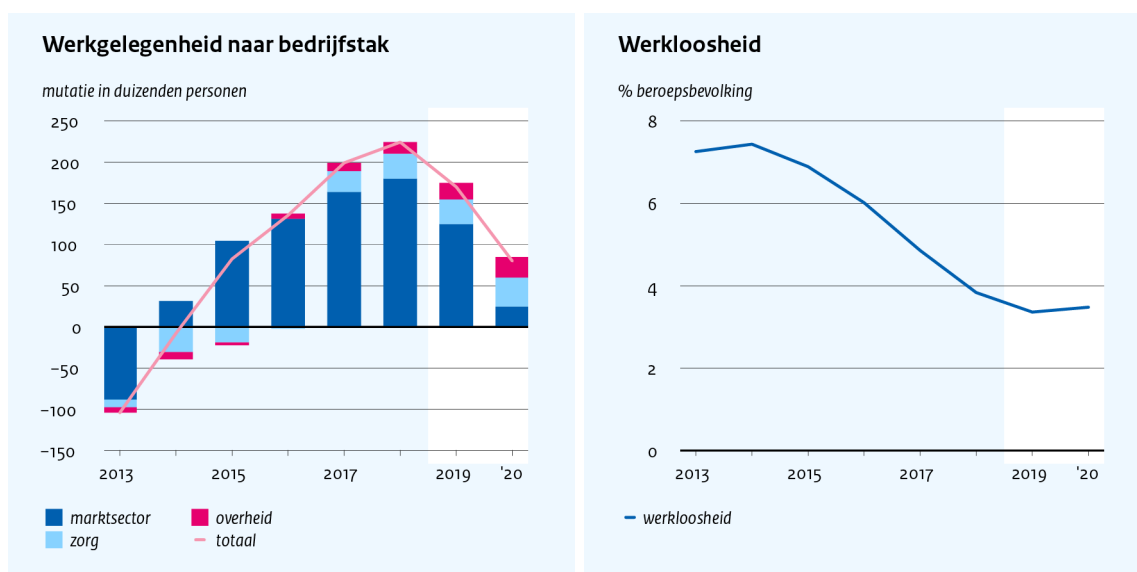 Werkgelegenheid naar bedrijfstak
mutatie in duizenden personen
250
200
150
100
50
0
−50
−100
−150
2013
2015
2017
2019
'20
marktsector
overheid
zorg
totaal
Werkloosheid
% beroepsbevolking
8
6
4
2
0
2013
2015
2017
2019
'20
werkloosheid